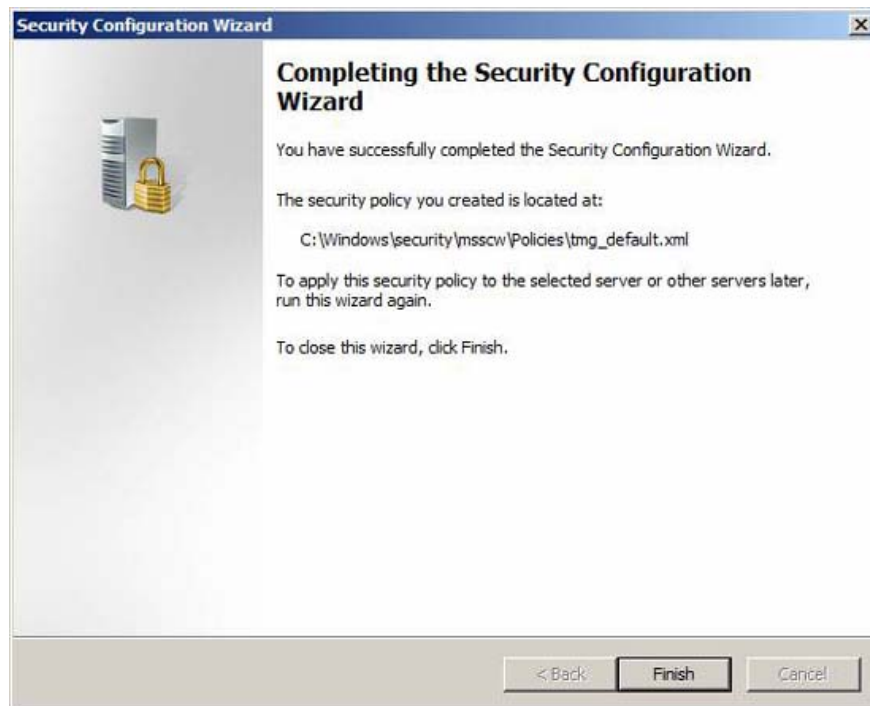 Security Configuration Wizard
Completing the Security Configuration
Wizard
You have successfully completed the Security Configuration Wizard.
The security policy you created is located at:
C:\Windows\security\msscw\Policies\tmg_default.xml
To apply this security policy to the selected server or other servers later,
run this wizard again.
To close this wizard, click Finish.
< Back Finish Cancel